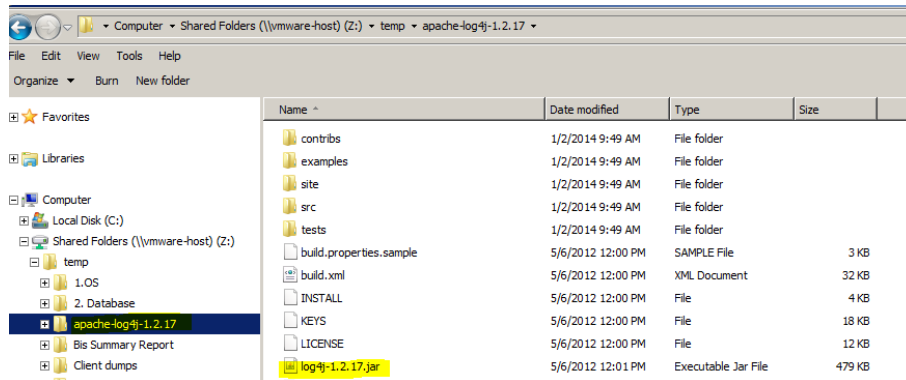 Computer Shared Folders (\\vmware-host) (Z:) temp apache-log4j-1.2.17
File Edit View Tools Help
Organize Burn New folder
Favorites
Libraries
Computer
Local Disk (C:)
Shared Folders (\\vmware-host) (Z:)
temp
1.OS
2. Database
apache-log4j-1.2.17
Bis Summary Report
Client dumps
Name Date modified Type Size
contribs 1/2/2014 9:49 AM File folder
examples 1/2/2014 9:49 AM File folder
site 1/2/2014 9:49 AM File folder
src 1/2/2014 9:49 AM File folder
tests 1/2/2014 9:49 AM File folder
build.properties.sample 5/6/2012 12:00 PM SAMPLE File 3 KB
build.xml 5/6/2012 12:00 PM XML Document 32 KB
INSTALL 5/6/2012 12:00 PM File 4 KB
KEYS 5/6/2012 12:00 PM File 18 KB
LICENSE 5/6/2012 12:00 PM File 12 KB
log4j-1.2.17.jar 5/6/2012 12:01 PM Executable Jar File 479 KB